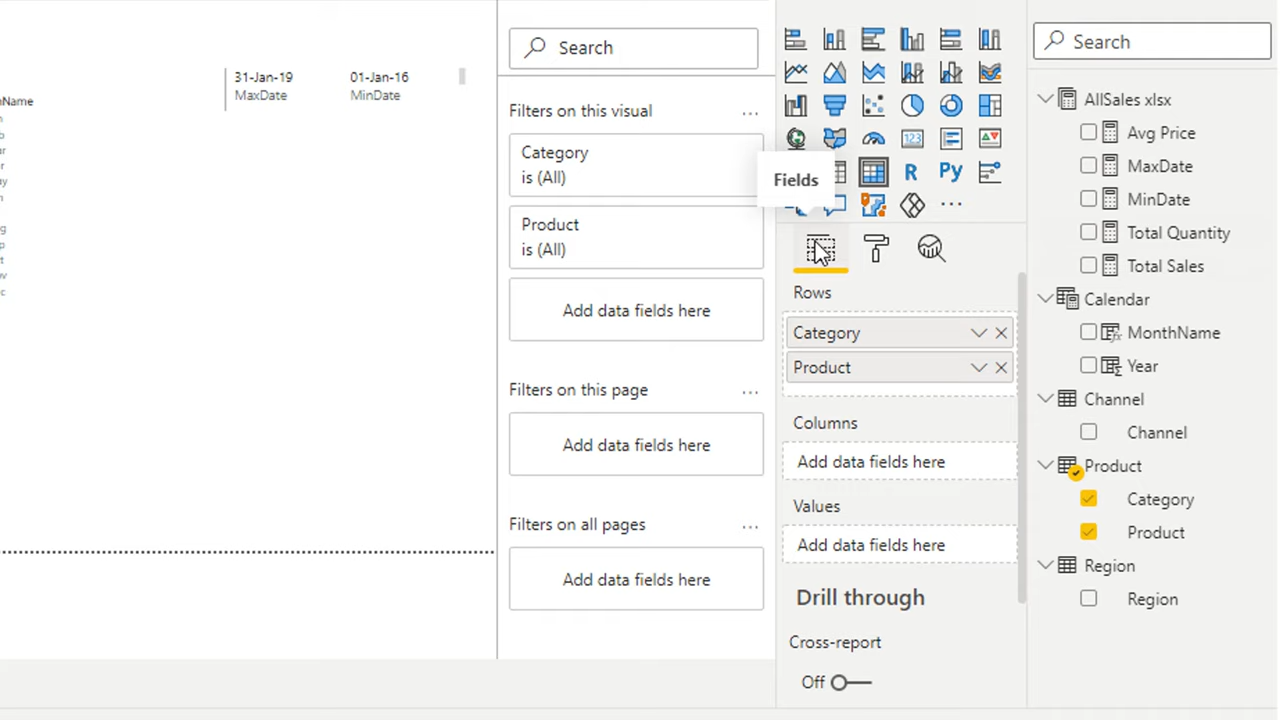 31-Jan-19
MaxDate
01-Jan-16
MinDate
Name
Search
Filters on this visual
...
Category
is (All)
Product
is (All)
Add data fields here
Filters on this page
...
Add data fields here
Filters on all pages
...
Add data fields here
123
R
Py
Fields
...
Rows
Category
Product
Columns
Add data fields here
Values
Add data fields here
Drill through
Cross-report
Off
Search
AllSales xlsx
Avg Price
MaxDate
MinDate
Total Quantity
Total Sales
Calendar
MonthName
Year
Channel
Channel
Product
Category
Product
Region
Region